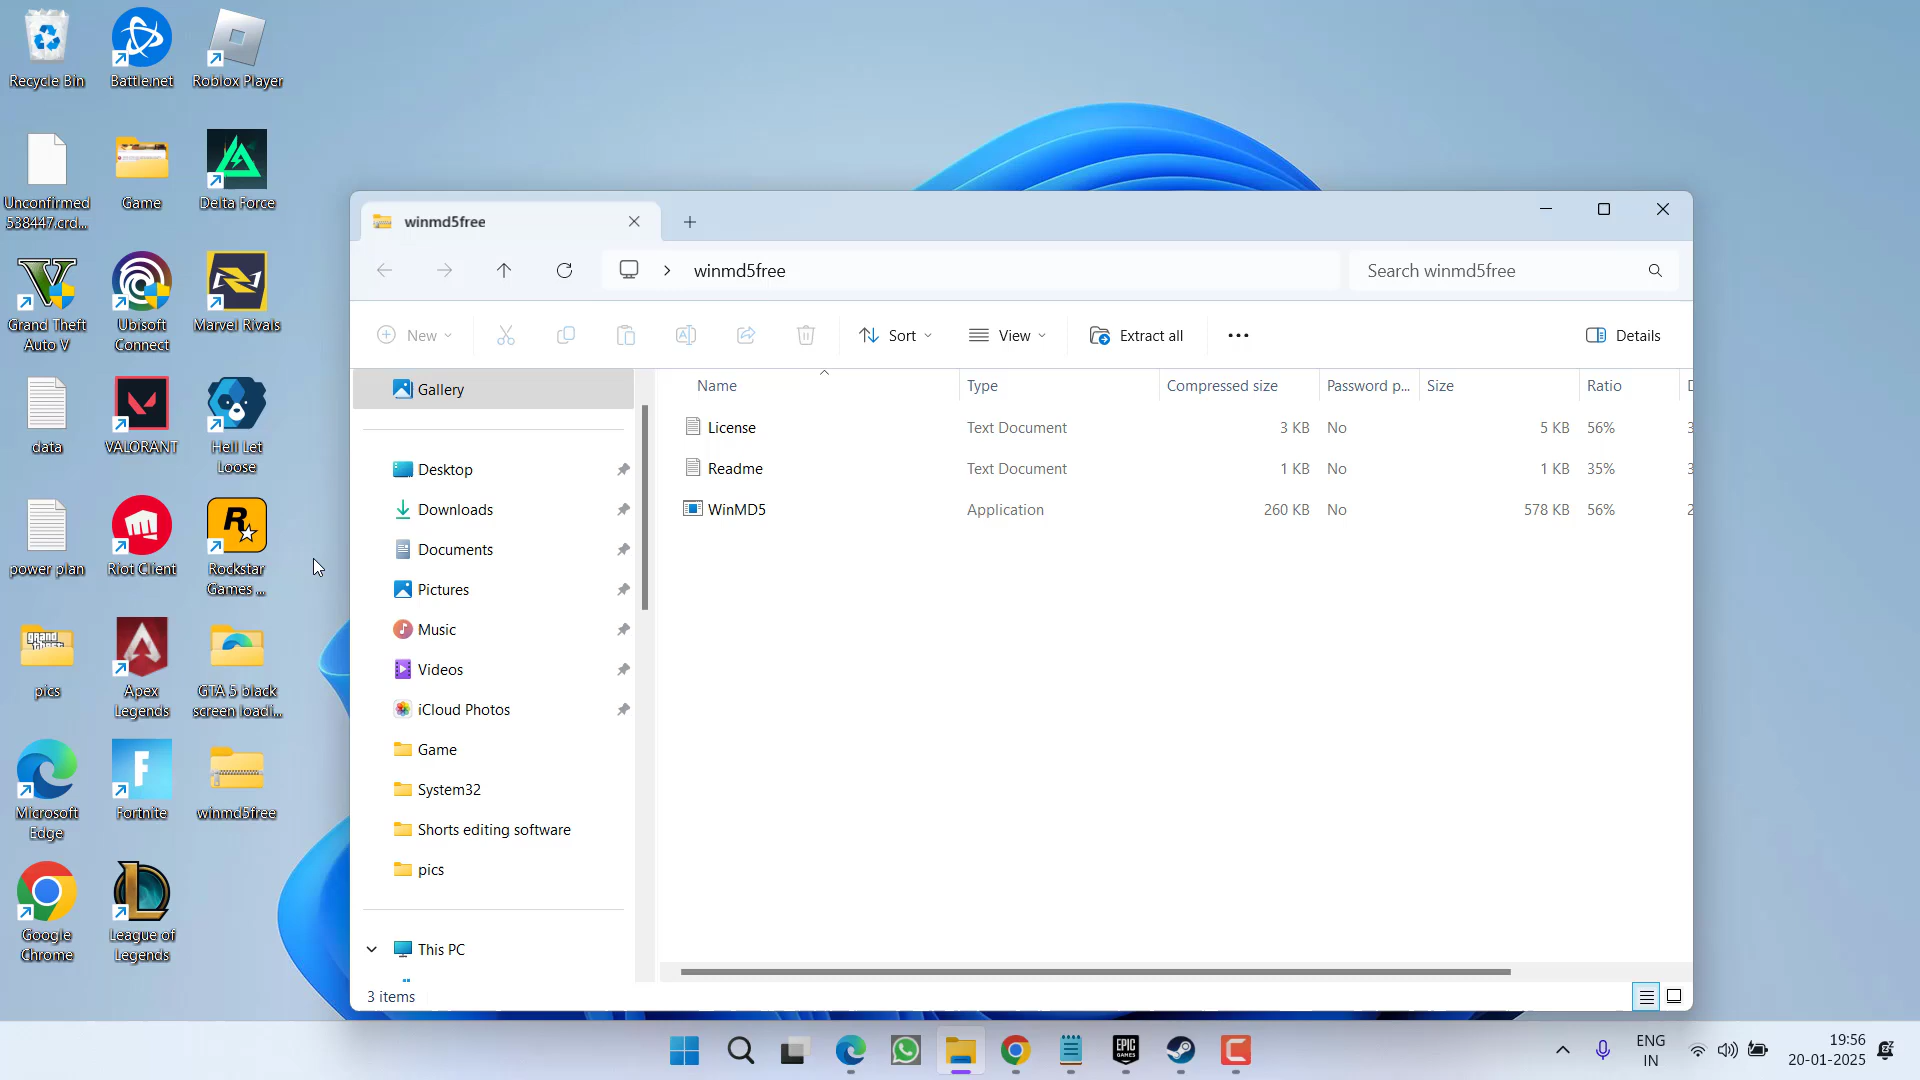 Recycle Bin
Battle.net
Roblox Player
Unconfirmed
538447.crd...
Game
Delta Force
Grand Theft
Auto V
Ubisoft
Connect
Marvel Rivals
data
VALORANT
Hell Let
Loose
power plan
Riot Client
Rockstar
Games ...
pics
Apex
Legends
GTA 5 black
screen loadi...
Microsoft
Edge
Fortnite
winmd5free
Google
Chrome
League of
Legends
winmd5free
winmd5free
Search winmd5free
New
Sort
View
Extract all
Details
Gallery
Desktop
Downloads
Documents
Pictures
Music
Videos
iCloud Photos
Game
System32
Shorts editing software
pics
This PC
Name Type Compressed size Password p... Size Ratio
License Text Document 3 KB No 5 KB 56%
Readme Text Document 1 KB No 1 KB 35%
WinMD5 Application 260 KB No 578 KB 56%
3 items
EPIC
GAMES
ENG
IN
19:56
20-01-2025